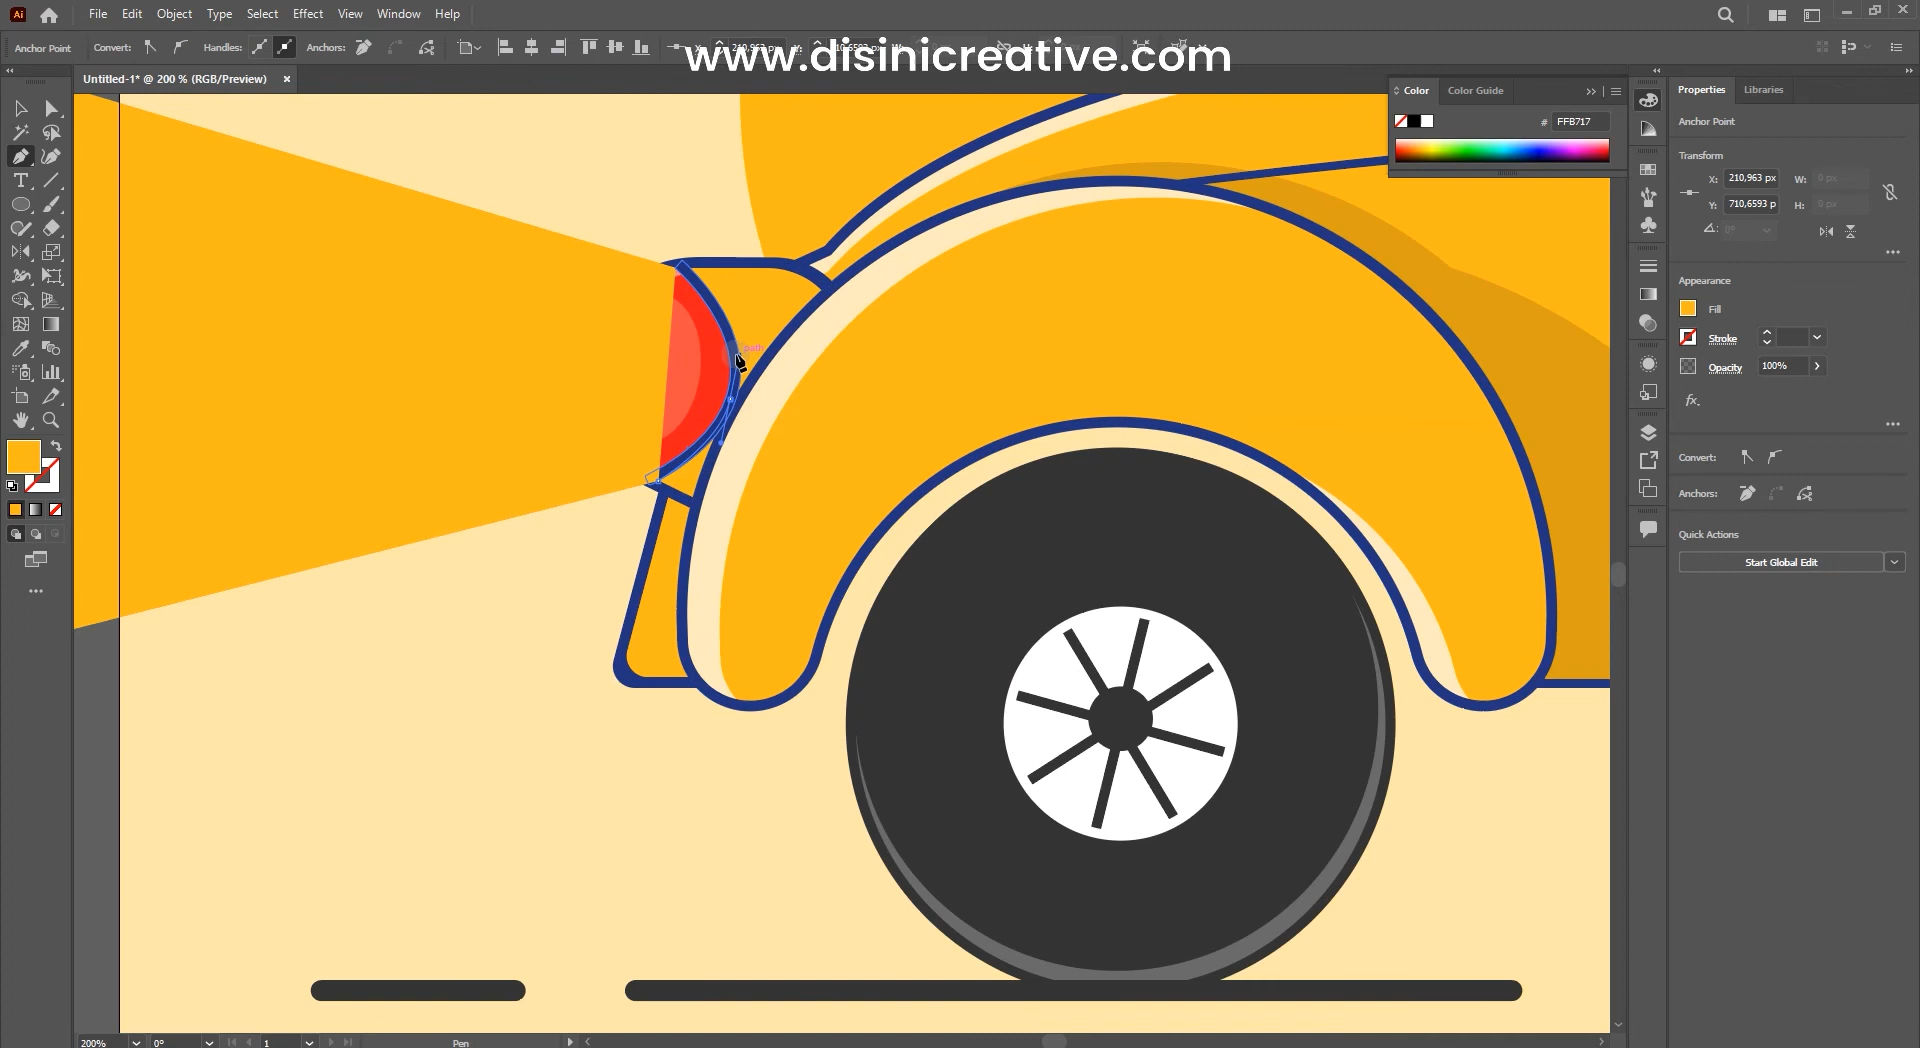 Ai
File Edit Object Type Select Effect View Window Help
Anchor Point Convert: Handles: Anchors:
www.disinicreative.com
Untitled-1* @ 200 % (RGB/Preview) ×
Color Color Guide
# FFB717
path
Properties Libraries
Anchor Point
Transform
X: 210,963 px W: 0 px
Y: 710,6593 p H: 0 px
0°
Appearance
Fill
Stroke
Opacity 100%
fx.
Convert:
Anchors:
Quick Actions
Start Global Edit
200% 0° 1 Pen